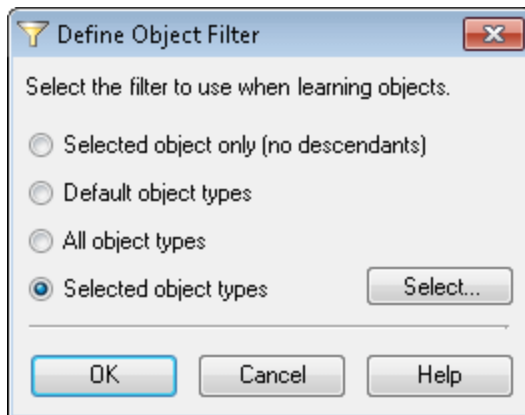 Define Object Filter
Select the filter to use when learning objects.
Selected object only (no descendants)
Default object types
All object types
Selected object types
Select...
OK Cancel Help